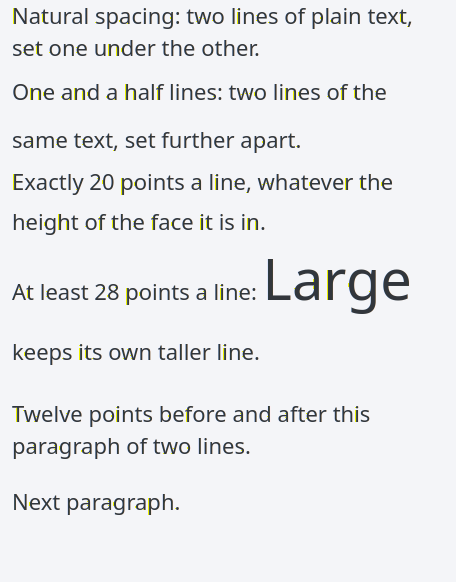 Natural spacing: two lines of plain text,
set one under the other.
One and a half lines: two lines of the
same text, set further apart.
Exactly 20 points a line, whatever the
height of the face it is in.
At least 28 points a line: Large
keeps its own taller line.
Twelve points before and after this
paragraph of two lines.
Next paragraph.